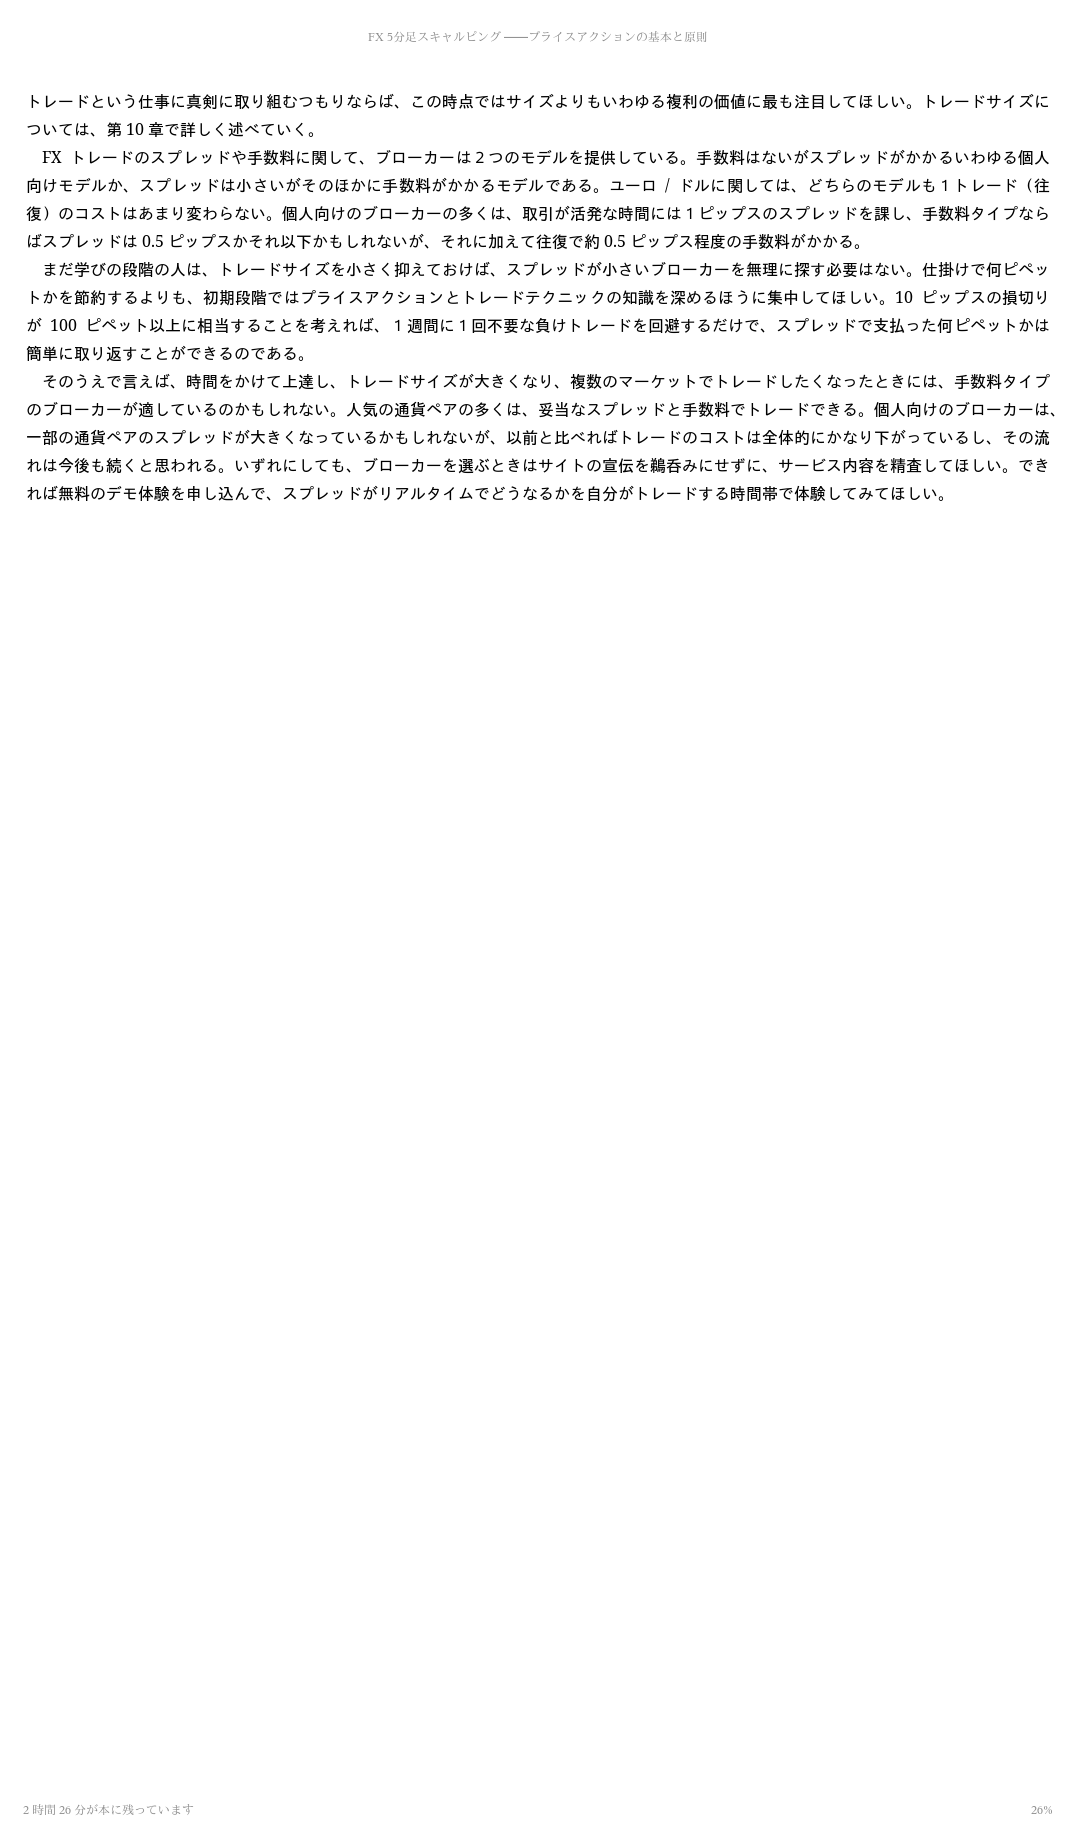 FX 5分足スキャルピング ――プライスアクションの基本と原則
トレードという仕事に真剣に取り組むつもりならば、この時点ではサイズよりもいわゆる複利の価値に最も注目してほしい。トレードサイズに
ついては、第 10 章で詳しく述べていく。
　FX トレードのスプレッドや手数料に関して、ブローカーは２つのモデルを提供している。手数料はないがスプレッドがかかるいわゆる個人
向けモデルか、スプレッドは小さいがそのほかに手数料がかかるモデルである。ユーロ / ドルに関しては、どちらのモデルも１トレード（往
復）のコストはあまり変わらない。個人向けのブローカーの多くは、取引が活発な時間には１ピップスのスプレッドを課し、手数料タイプなら
ばスプレッドは 0.5 ピップスかそれ以下かもしれないが、それに加えて往復で約 0.5 ピップス程度の手数料がかかる。
　まだ学びの段階の人は、トレードサイズを小さく抑えておけば、スプレッドが小さいブローカーを無理に探す必要はない。仕掛けで何ピペッ
トかを節約するよりも、初期段階ではプライスアクションとトレードテクニックの知識を深めるほうに集中してほしい。10 ピップスの損切り
が 100 ピペット以上に相当することを考えれば、１週間に１回不要な負けトレードを回避するだけで、スプレッドで支払った何ピペットかは
簡単に取り返すことができるのである。
　そのうえで言えば、時間をかけて上達し、トレードサイズが大きくなり、複数のマーケットでトレードしたくなったときには、手数料タイプ
のブローカーが適しているのかもしれない。人気の通貨ペアの多くは、妥当なスプレッドと手数料でトレードできる。個人向けのブローカーは、
一部の通貨ペアのスプレッドが大きくなっているかもしれないが、以前と比べればトレードのコストは全体的にかなり下がっているし、その流
れは今後も続くと思われる。いずれにしても、ブローカーを選ぶときはサイトの宣伝を鵜呑みにせずに、サービス内容を精査してほしい。でき
れば無料のデモ体験を申し込んで、スプレッドがリアルタイムでどうなるかを自分がトレードする時間帯で体験してみてほしい。
2 時間 26 分が本に残っています
26%